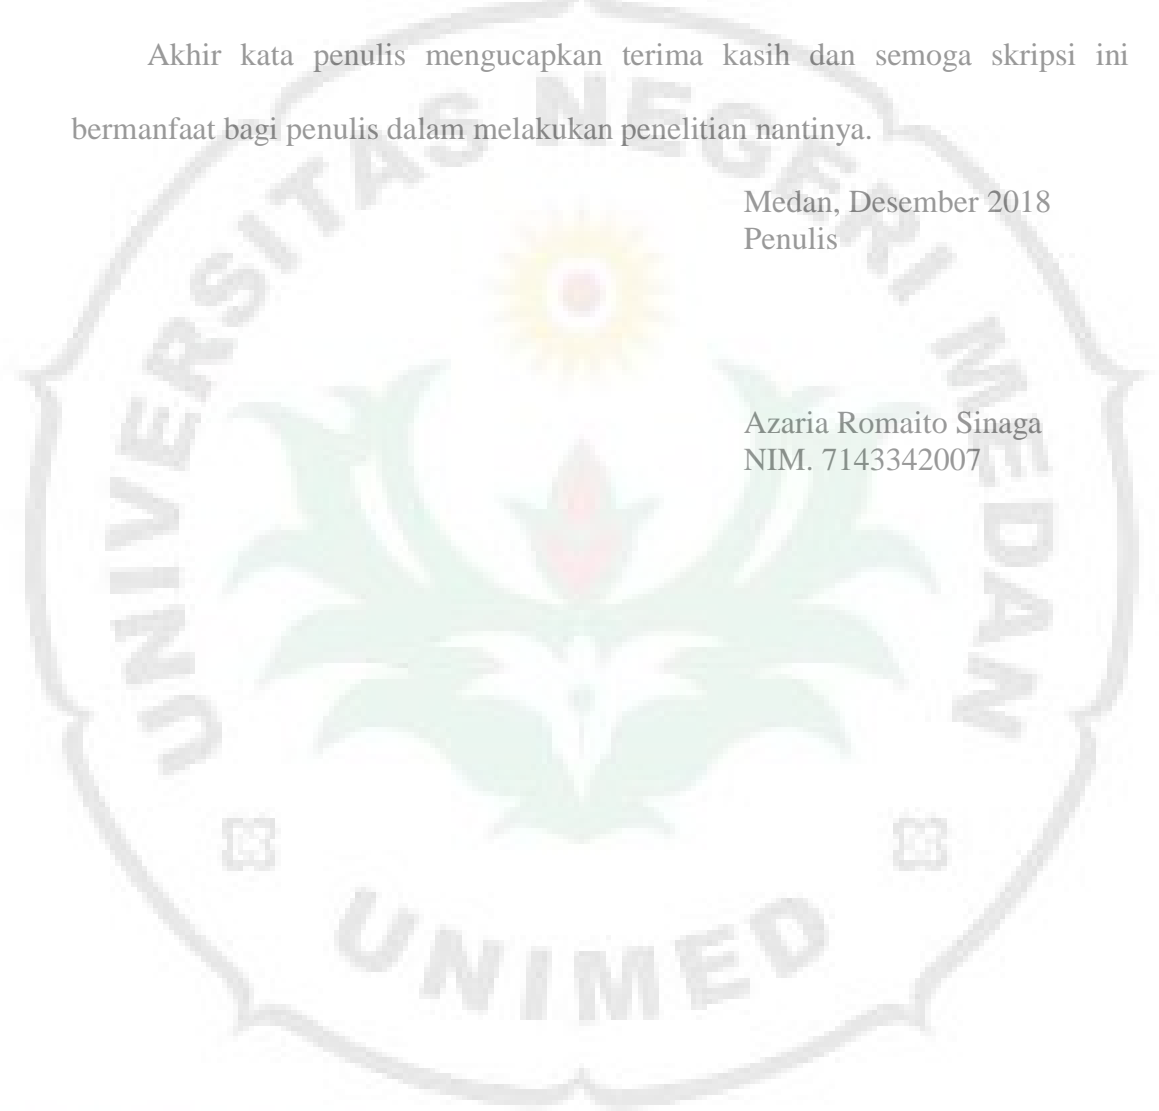 Akhir kata penulis mengucapkan terima kasih dan semoga skripsi ini
bermanfaat bagi penulis dalam melakukan penelitian nantinya.
Medan, Desember 2018
Penulis
Azaria Romaito Sinaga
NIM. 7143342007
UNIVERSITAS NEGERI MEDAN
UNIMED